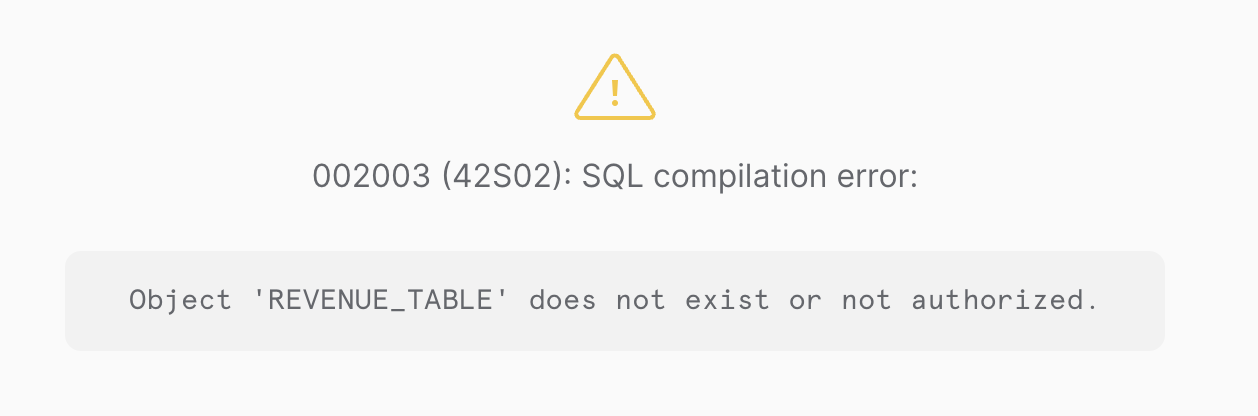 002003 (42S02): SQL compilation error:
Object 'REVENUE_TABLE' does not exist or not authorized.